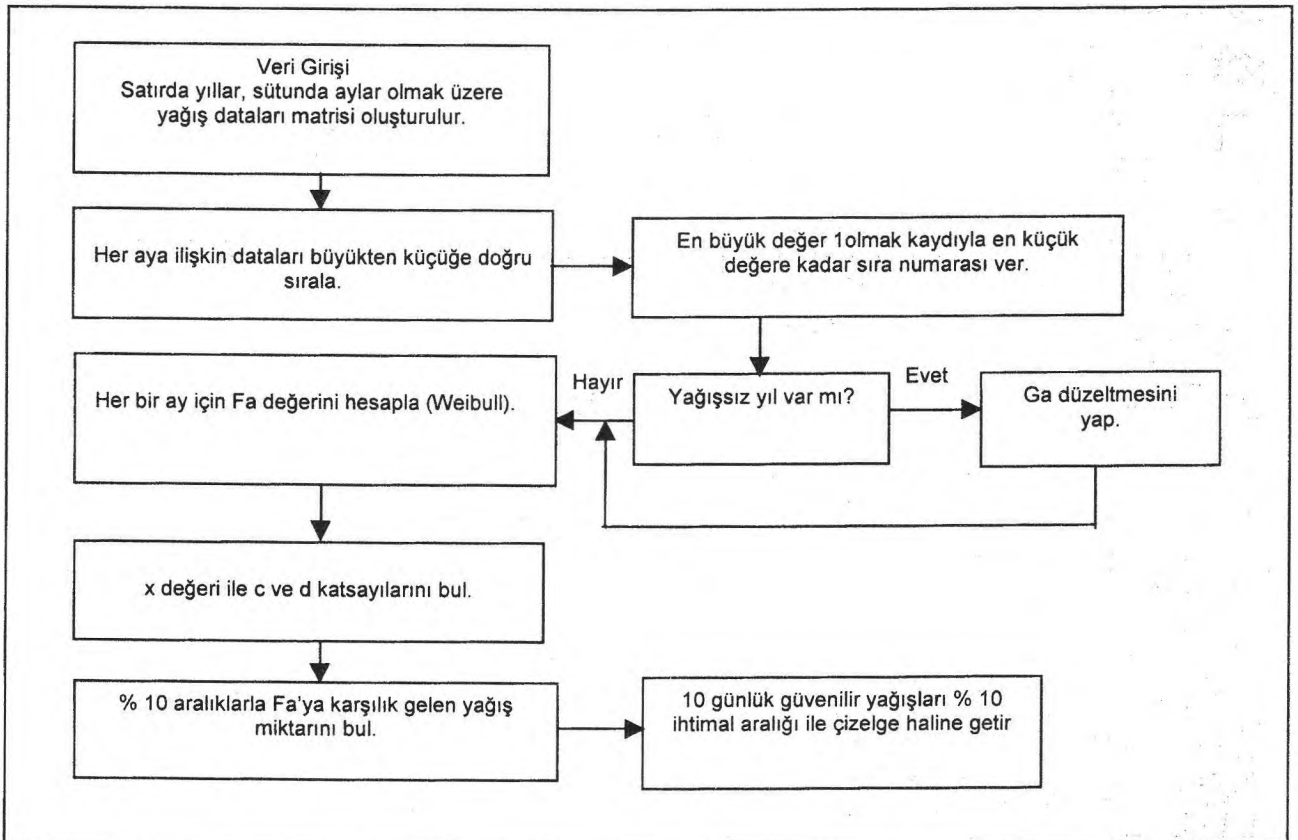 Veri Girişi
Satırda yıllar, sütunda aylar olmak üzere
yağış dataları matrisi oluşturulur.
Her aya ilişkin dataları büyükten küçüğe doğru
sırala.
En büyük değer 1olmak kaydıyla en küçük
değere kadar sıra numarası ver.
Yağışsız yıl var mı?
Evet
Ga düzeltmesini
yap.
Hayır
Her bir ay için Fa değerini hesapla (Weibull).
x değeri ile c ve d katsayılarını bul.
% 10 aralıklarla Fa'ya karşılık gelen yağış
miktarını bul.
10 günlük güvenilir yağışları % 10
ihtimal aralığı ile çizelge haline getir